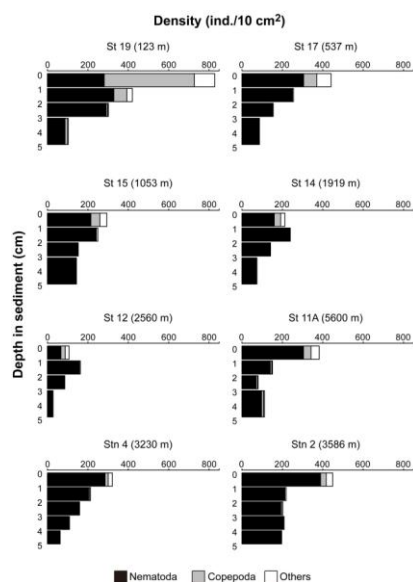 Density (ind./10 cm²)
St 19 (123 m) St 17 (537 m)
0 200 400 600 800 0 200 400 600 800
0 0
1 1
2 2
3 3
4 4
5 5
St 15 (1053 m) St 14 (1919 m)
0 200 400 600 800 0 200 400 600 800
0 0
1 1
2 2
3 3
4 4
5 5
Depth in sediment (cm)
St 12 (2560 m) St 11A (5600 m)
0 200 400 600 800 0 200 400 600 800
0 0
1 1
2 2
3 3
4 4
5 5
Stn 4 (3230 m) Stn 2 (3586 m)
0 200 400 600 800 0 200 400 600 800
0 0
1 1
2 2
3 3
4 4
5 5
Nematoda Copepoda Others